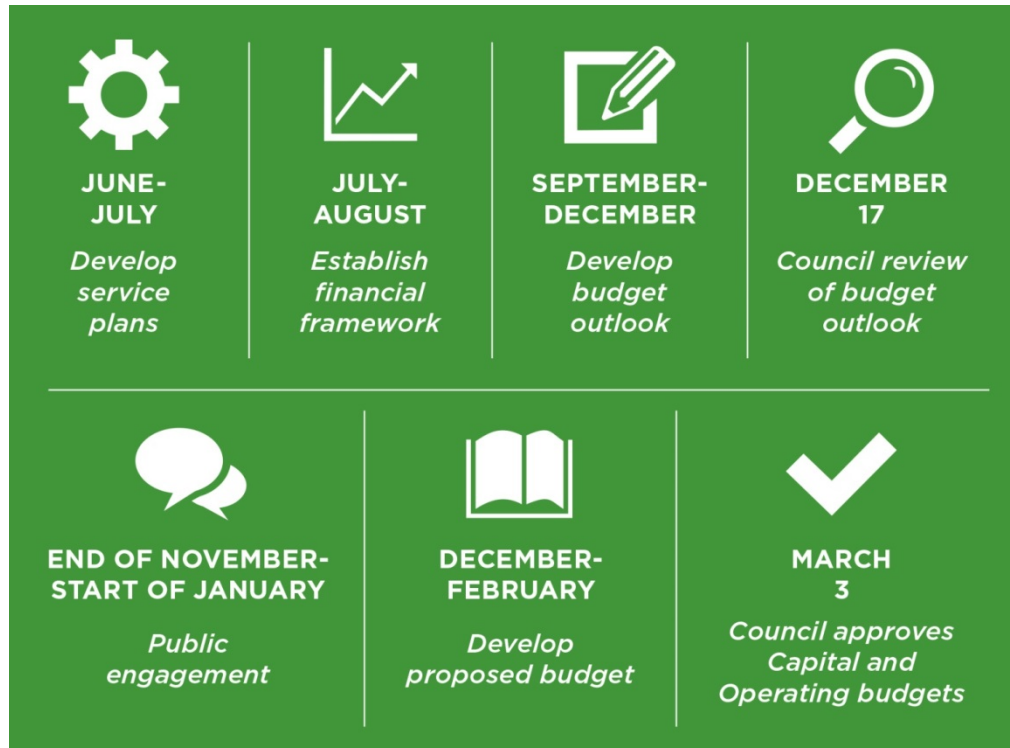 JUNE-
JULY
Develop
service
plans
JULY-
AUGUST
Establish
financial
framework
SEPTEMBER-
DECEMBER
Develop
budget
outlook
DECEMBER
17
Council review
of budget
outlook
END OF NOVEMBER-
START OF JANUARY
Public
engagement
DECEMBER-
FEBRUARY
Develop
proposed budget
MARCH
3
Council approves
Capital and
Operating budgets